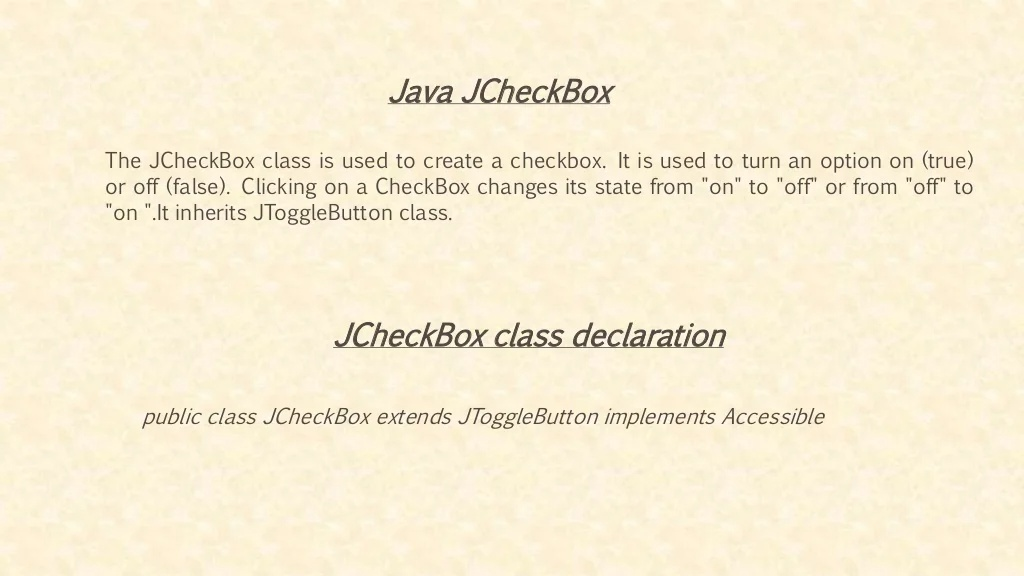 Java JCheckBox
The JCheckBox class is used to create a checkbox. It is used to turn an option on (true)
or off (false). Clicking on a CheckBox changes its state from "on" to "off" or from "off" to
"on ".It inherits JToggleButton class.
JCheckBox class declaration
public class JCheckBox extends JToggleButton implements Accessible